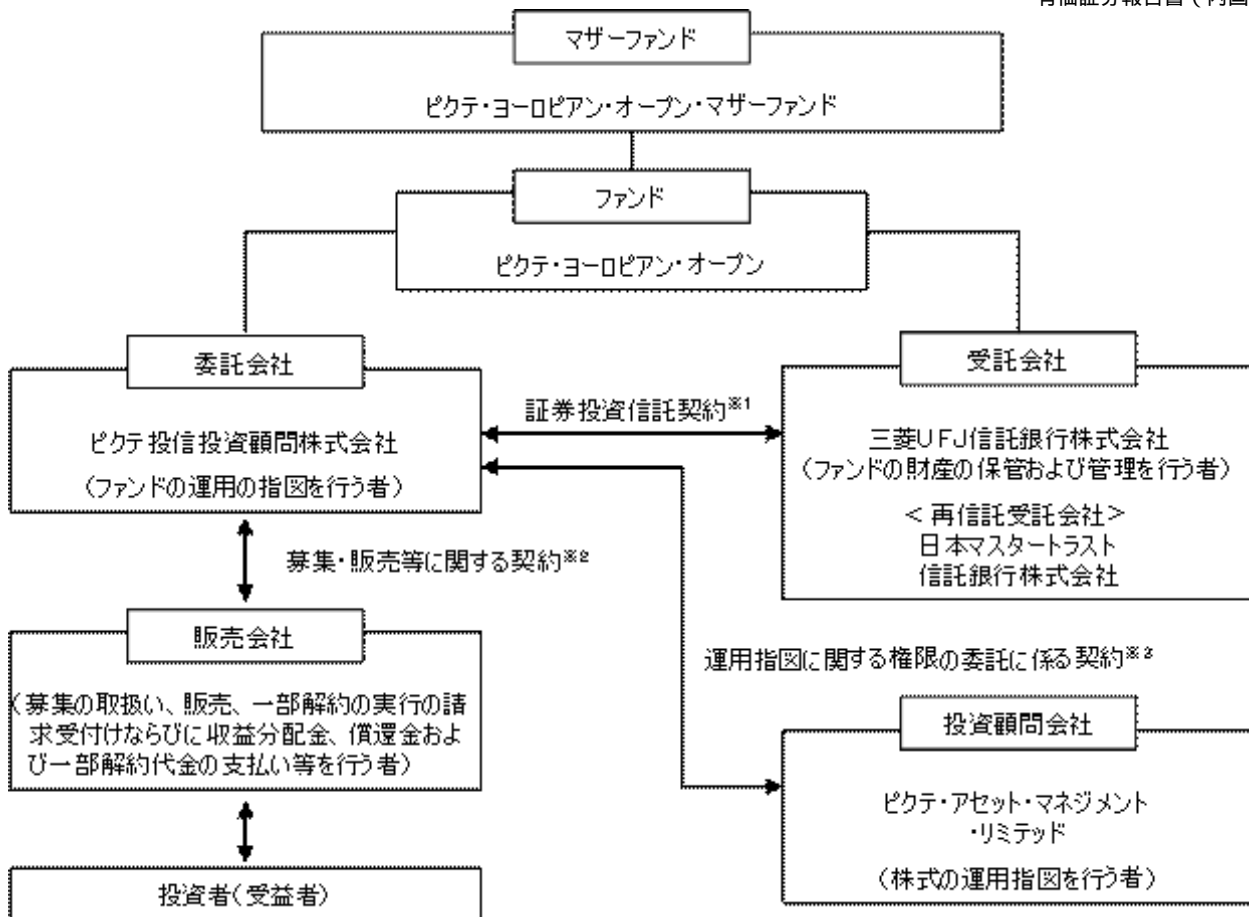 マザーファンド
ピクテ・ヨーロピアン・オープン・マザーファンド
ファンド
ピクテ・ヨーロピアン・オープン
委託会社
ピクテ投信投資顧問株式会社
(ファンドの運用の指図を行う者)
証券投資信託契約※1
受託会社
三菱UFJ信託銀行株式会社
(ファンドの財産の保管および管理を行う者)
<再信託受託会社>
日本マスタートラスト
信託銀行株式会社
募集・販売等に関する契約※2
販売会社
(募集の取扱い、販売、一部解約の実行の請
求受付けならびに収益分配金、償還金およ
び一部解約代金の支払い等を行う者)
運用指図に関する権限の委託に係る契約※3
投資顧問会社
ピクテ・アセット・マネジメント
・リミテッド
(株式の運用指図を行う者)
投資者(受益者)